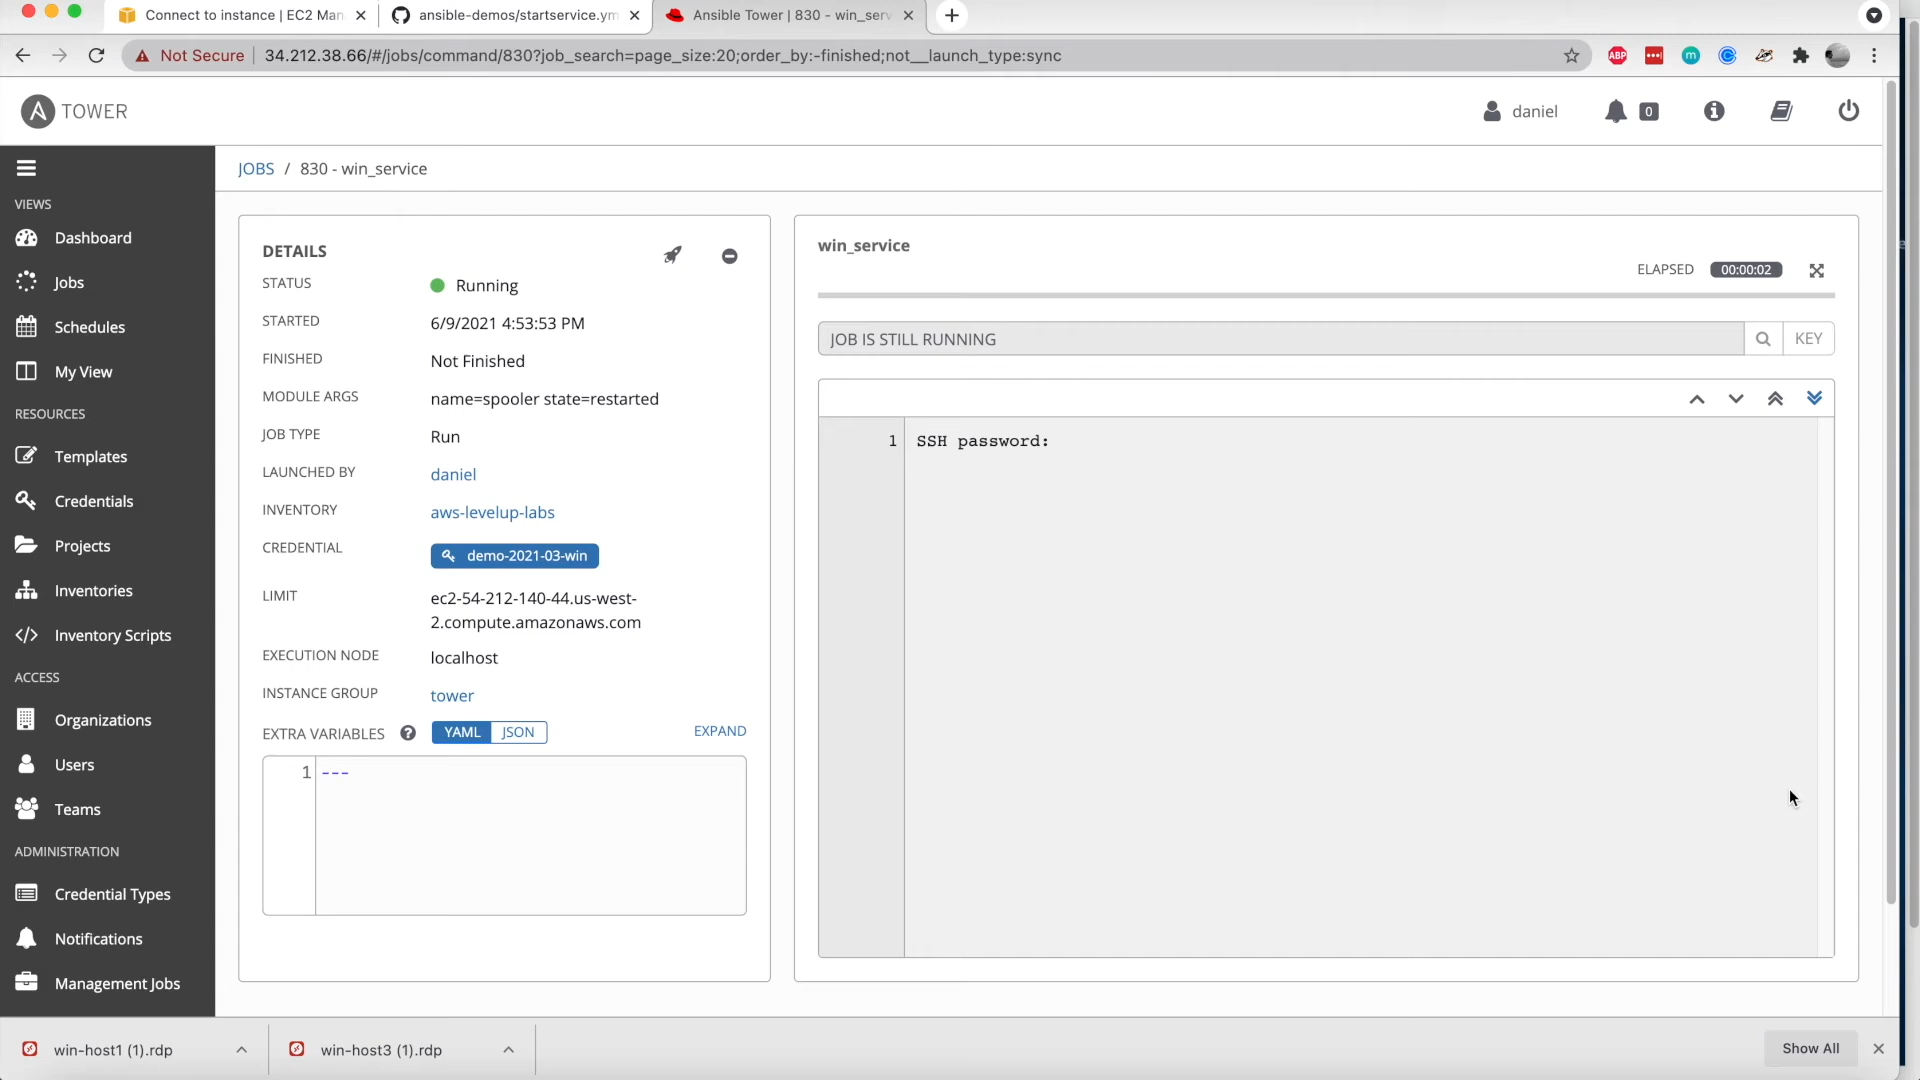 Connect to instance | EC2 Man
ansible-demos/startservice.ym
Ansible Tower | 830 - win_serv
Not Secure
34.212.38.66/#/jobs/command/830?job_search=page_size:20;order_by:-finished;not__launch_type:sync
ABP
m
A TOWER
daniel
0
JOBS / 830 - win_service
VIEWS
Dashboard
Jobs
Schedules
My View
RESOURCES
Templates
Credentials
Projects
Inventories
Inventory Scripts
ACCESS
Organizations
Users
Teams
ADMINISTRATION
Credential Types
Notifications
Management Jobs
DETAILS
STATUS Running
STARTED 6/9/2021 4:53:53 PM
FINISHED Not Finished
MODULE ARGS name=spooler state=restarted
JOB TYPE Run
LAUNCHED BY daniel
INVENTORY aws-levelup-labs
CREDENTIAL demo-2021-03-win
LIMIT ec2-54-212-140-44.us-west-
2.compute.amazonaws.com
EXECUTION NODE localhost
INSTANCE GROUP tower
EXTRA VARIABLES ? YAML JSON EXPAND
1 ---
win_service
ELAPSED 00:00:02
JOB IS STILL RUNNING
KEY
1 SSH password:
win-host1 (1).rdp
win-host3 (1).rdp
Show All